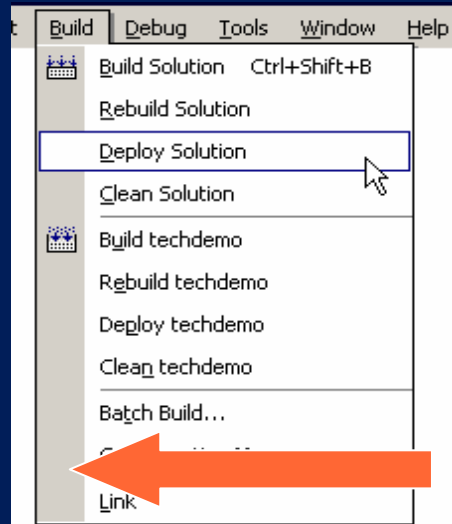 Build Debug Tools Window Help
Build Solution Ctrl+Shift+B
Rebuild Solution
Deploy Solution
Clean Solution
Build techdemo
Rebuild techdemo
Deploy techdemo
Clean techdemo
Batch Build...
Link